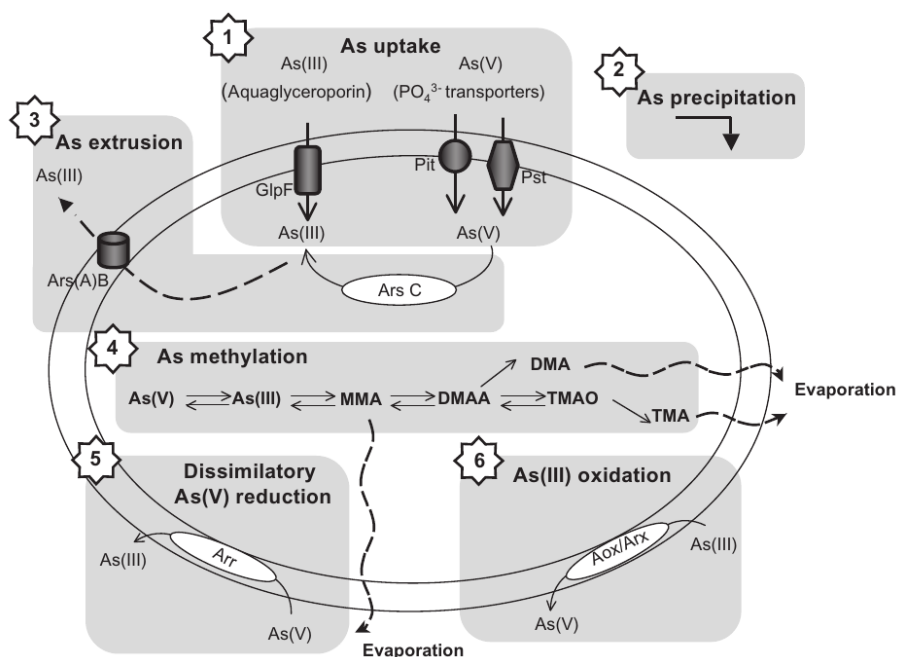 1
As uptake
As(III)
(Aquaglyceroporin)
As(V)
(PO₄³⁻ transporters)
GlpF
Pit
Pst
As(III)
As(V)
Ars C
2
As precipitation
3
As extrusion
As(III)
Ars(A)B
4
As methylation
As(V)
As(III)
MMA
DMAA
DMA
TMAO
TMA
Evaporation
5
Dissimilatory
As(V) reduction
As(III)
Arr
As(V)
Evaporation
6
As(III) oxidation
Aox/Arx
As(III)
As(V)